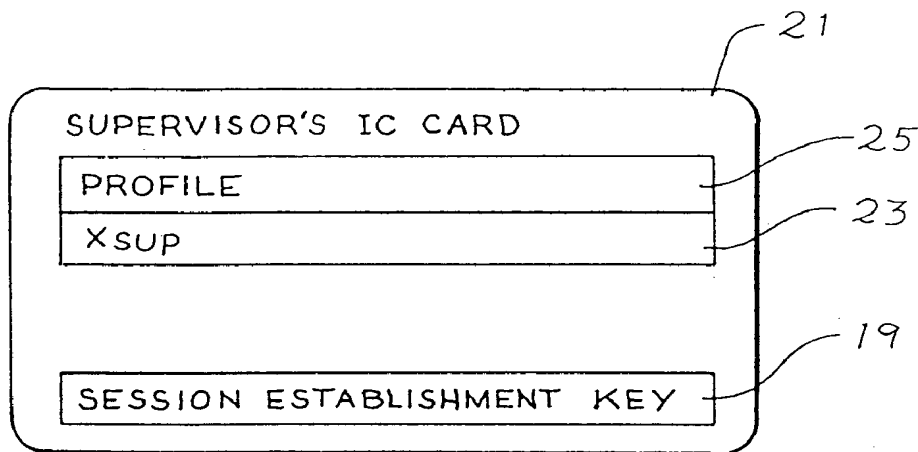 21
SUPERVISOR'S IC CARD
25
PROFILE
23
XSUP
19
SESSION ESTABLISHMENT KEY